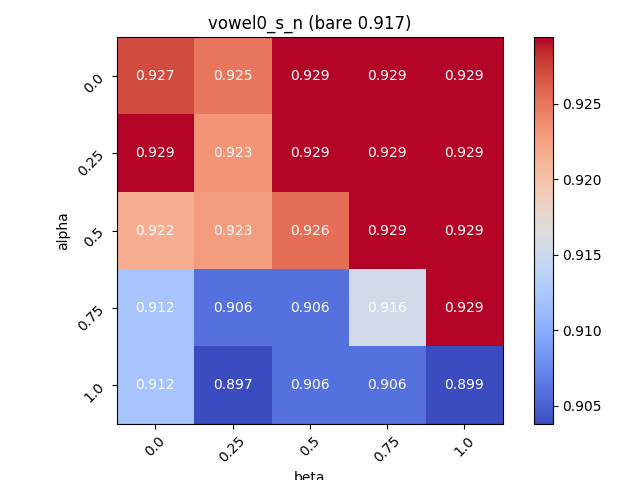 vowel0_s_n (bare 0.917)
0.0 0.927 0.925 0.929 0.929 0.929
0.25 0.929 0.923 0.929 0.929 0.929
0.5 0.922 0.923 0.926 0.929 0.929
0.75 0.912 0.906 0.906 0.916 0.929
1.0 0.912 0.897 0.906 0.906 0.899
0.0 0.25 0.5 0.75 1.0
alpha
beta
0.925
0.920
0.915
0.910
0.905